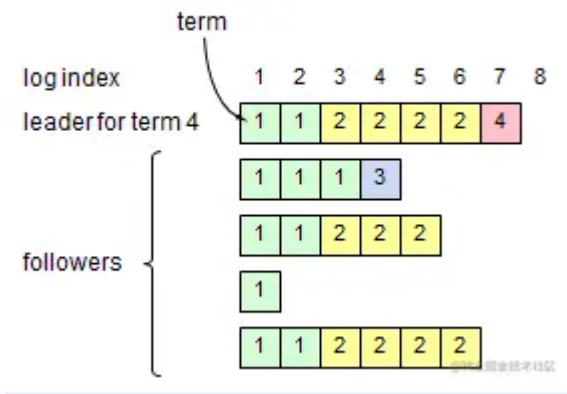 term
log index 1 2 3 4 5 6 7 8
leader for term 4 1 1 2 2 2 2 4
1 1 1 3
1 1 2 2 2
followers
1
1 1 2 2 2 2